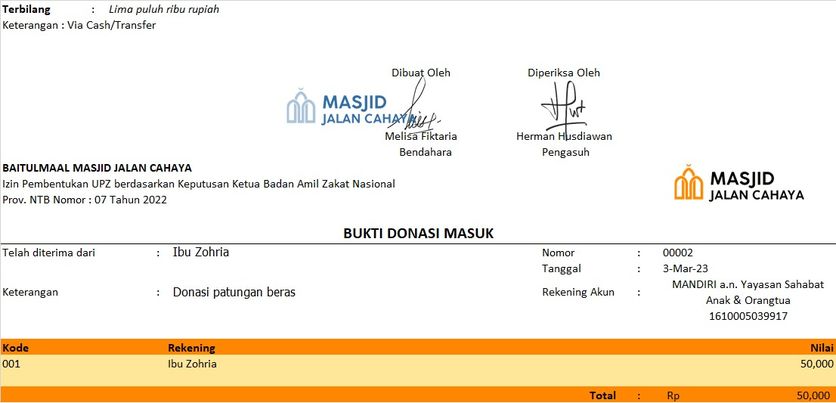 Terbilang : Lima puluh ribu rupiah
Keterangan : Via Cash/Transfer
Dibuat Oleh Diperiksa Oleh
MASJID
JALAN CAHAYA
Melisa Fiktaria Herman Husdiawan
Bendahara Pengasuh
BAITULMAAL MASJID JALAN CAHAYA
Izin Pembentukan UPZ berdasarkan Keputusan Ketua Badan Amil Zakat Nasional
Prov. NTB Nomor : 07 Tahun 2022
MASJID
JALAN CAHAYA
BUKTI DONASI MASUK
Telah diterima dari : Ibu Zohria Nomor : 00002
Tanggal : 3-Mar-23
Keterangan : Donasi patungan beras Rekening Akun : MANDIRI a.n. Yayasan Sahabat
Anak & Orangtua
1610005039917
Kode Rekening Nilai
001 Ibu Zohria 50,000
Total : Rp 50,000